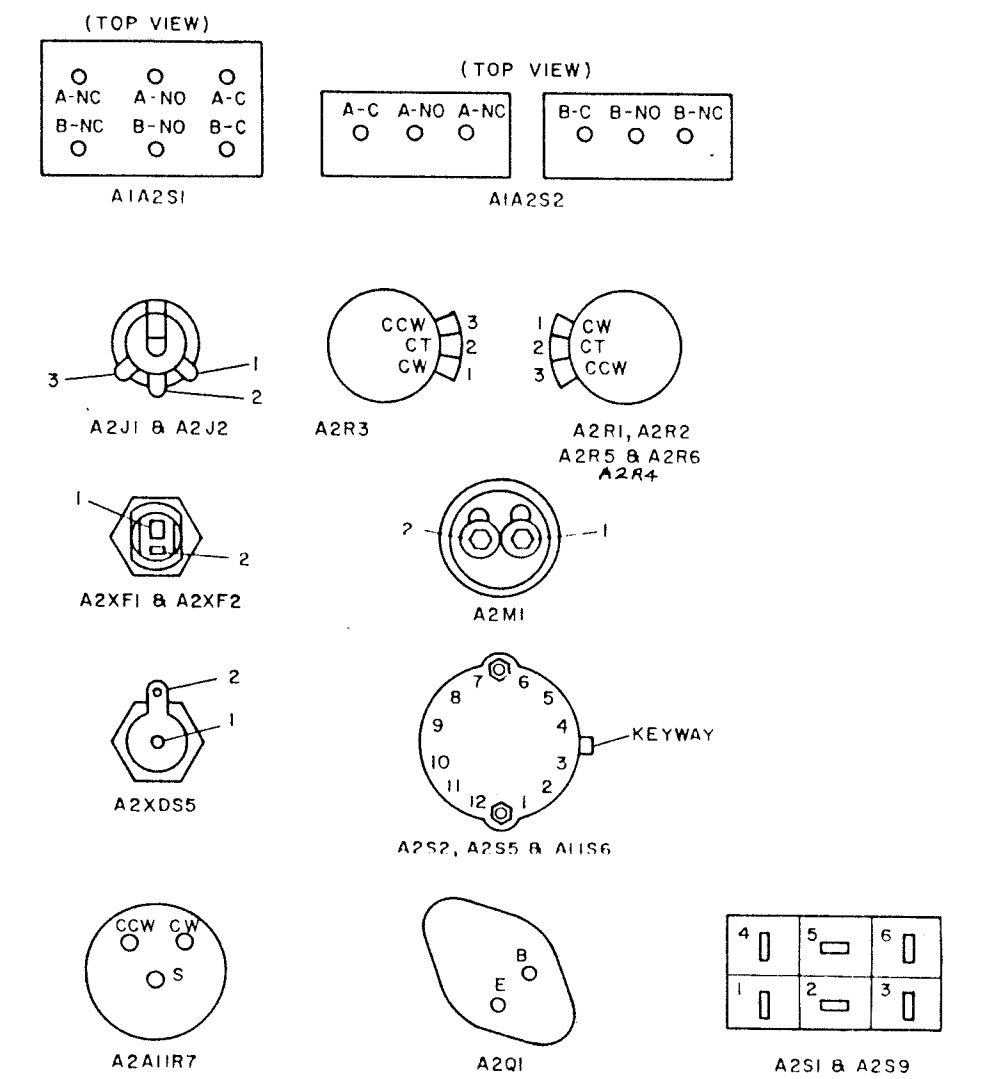 (TOP VIEW)
A-NC A-NO A-C
B-NC B-NO B-C
A1A2S1
(TOP VIEW)
A-C A-NO A-NC
B-C B-NO B-NC
A1A2S2
3
1
2
A2J1 & A2J2
CCW 3
CT 2
CW 1
A2R3
1 CW
2 CT
3 CCW
A2R1, A2R2
A2R5 & A2R6
A2R4
1
2
A2XF1 & A2XF2
2 1
A2M1
2
1
A2XDS5
7 6
8 5
9 4
KEYWAY
10 3
11 2
12 1
A2S2, A2S5 & A11S6
CCW CW
S
A2A11R7
B
E
A2Q1
4 5 6
1 2 3
A2S1 & A2S9